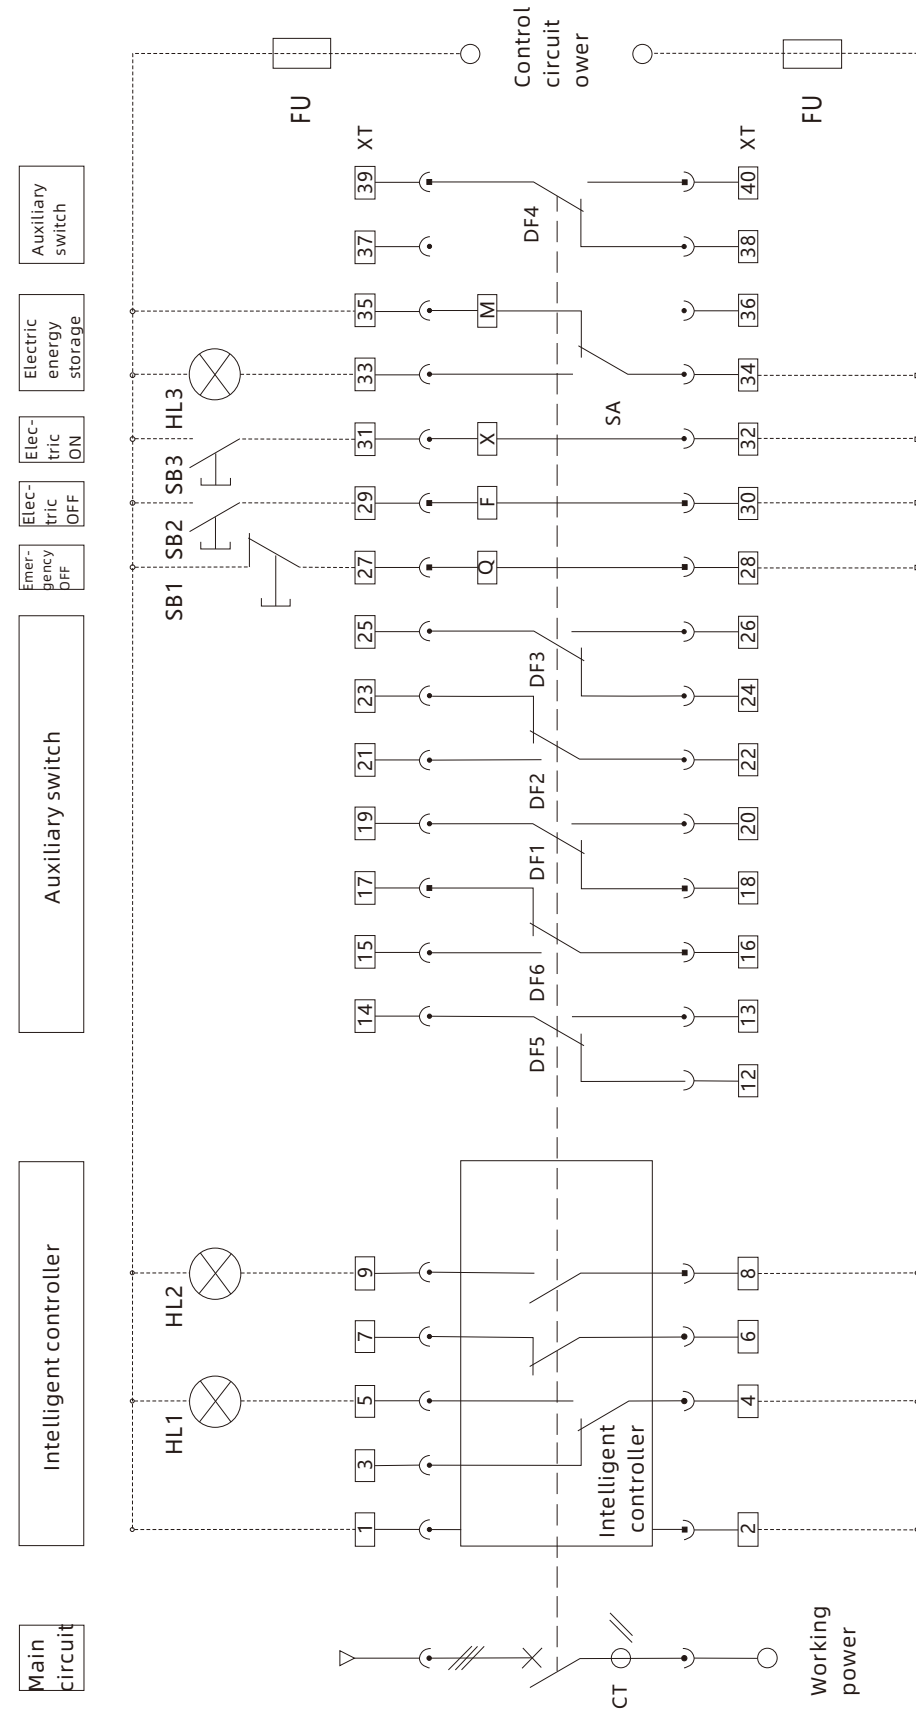 Main
circuit
Intelligent controller
Auxiliary switch
Emer-
gency
OFF
Elec-
tric
OFF
Elec-
tric
ON
Electric
energy
storage
Auxiliary
switch
HL1
HL2
SB1
SB2
SB3
HL3
FU
1
3
5
7
9
14
15
17
19
21
23
25
27
29
31
33
35
37
39
XT
Q
F
X
M
Control
circuit
ower
DF5
DF6
DF1
DF2
DF3
DF4
SA
Intelligent
controller
CT
2
4
6
8
12
13
16
18
20
22
24
26
28
30
32
34
36
38
40
XT
FU
Working
power